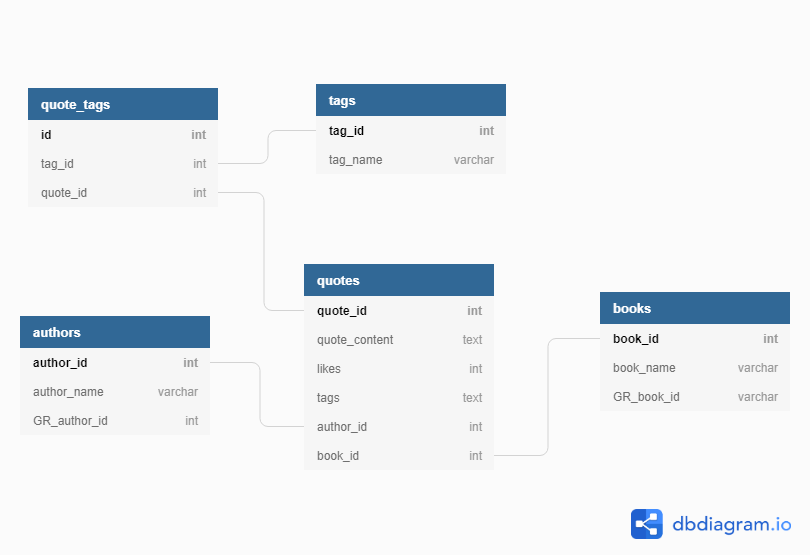 quote_tags
id int
tag_id int
quote_id int
tags
tag_id int
tag_name varchar
authors
author_id int
author_name varchar
GR_author_id int
quotes
quote_id int
quote_content text
likes int
tags text
author_id int
book_id int
books
book_id int
book_name varchar
GR_book_id varchar
dbdiagram.io